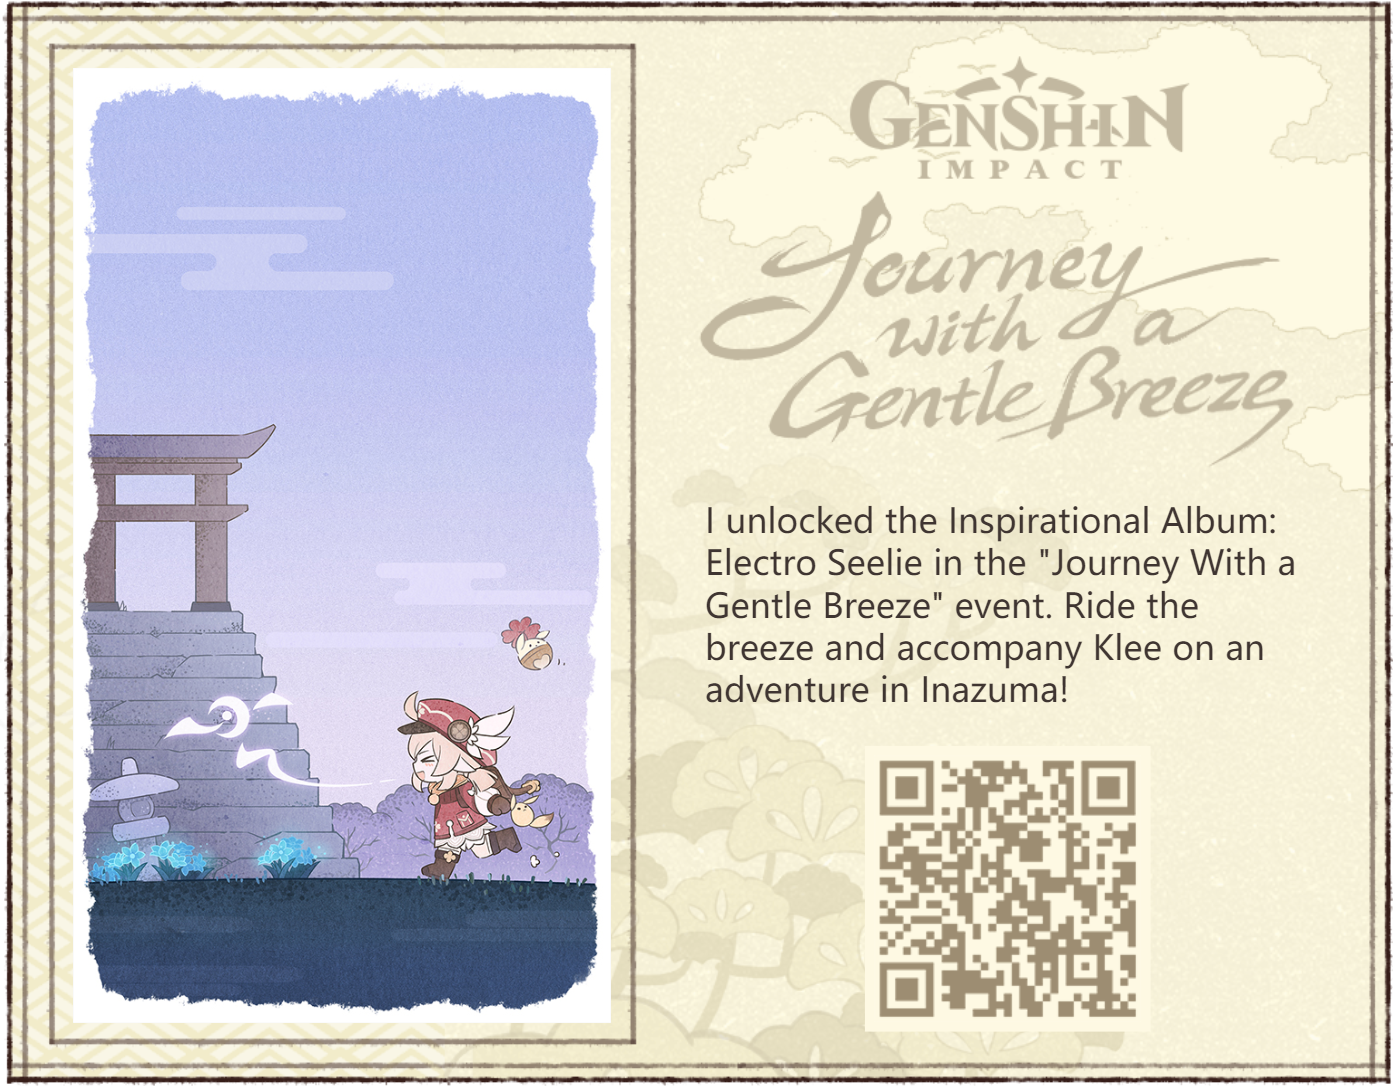 GENSHIN
IMPACT
Journey
with a
Gentle Breeze
I unlocked the Inspirational Album:
Electro Seelie in the "Journey With a
Gentle Breeze" event. Ride the
breeze and accompany Klee on an
adventure in Inazuma!